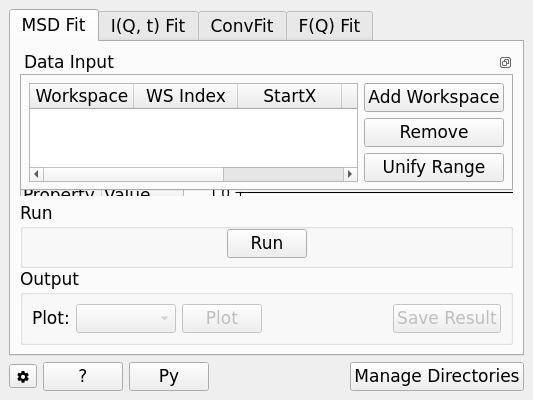 MSD Fit I(Q, t) Fit ConvFit F(Q) Fit
Data Input
Workspace WS Index StartX
Add Workspace
Remove
Unify Range
Property Value
Run
Run
Output
Plot: Plot Save Result
? Py Manage Directories